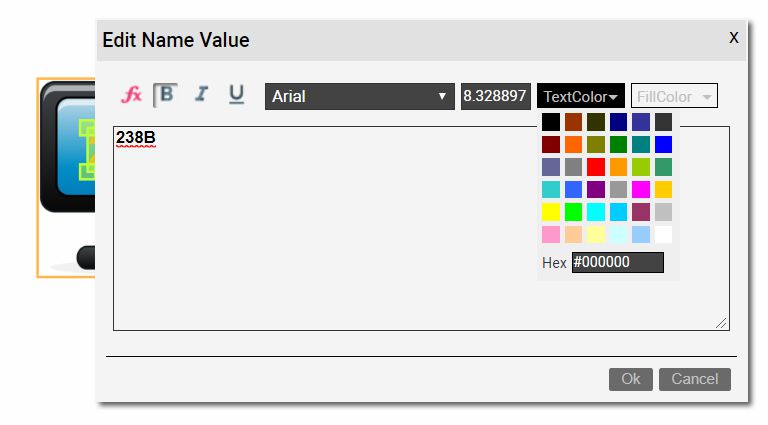 Edit Name Value
X
fx B I U Arial 8.328897 TextColor FillColor
238B
Hex #000000
Ok Cancel